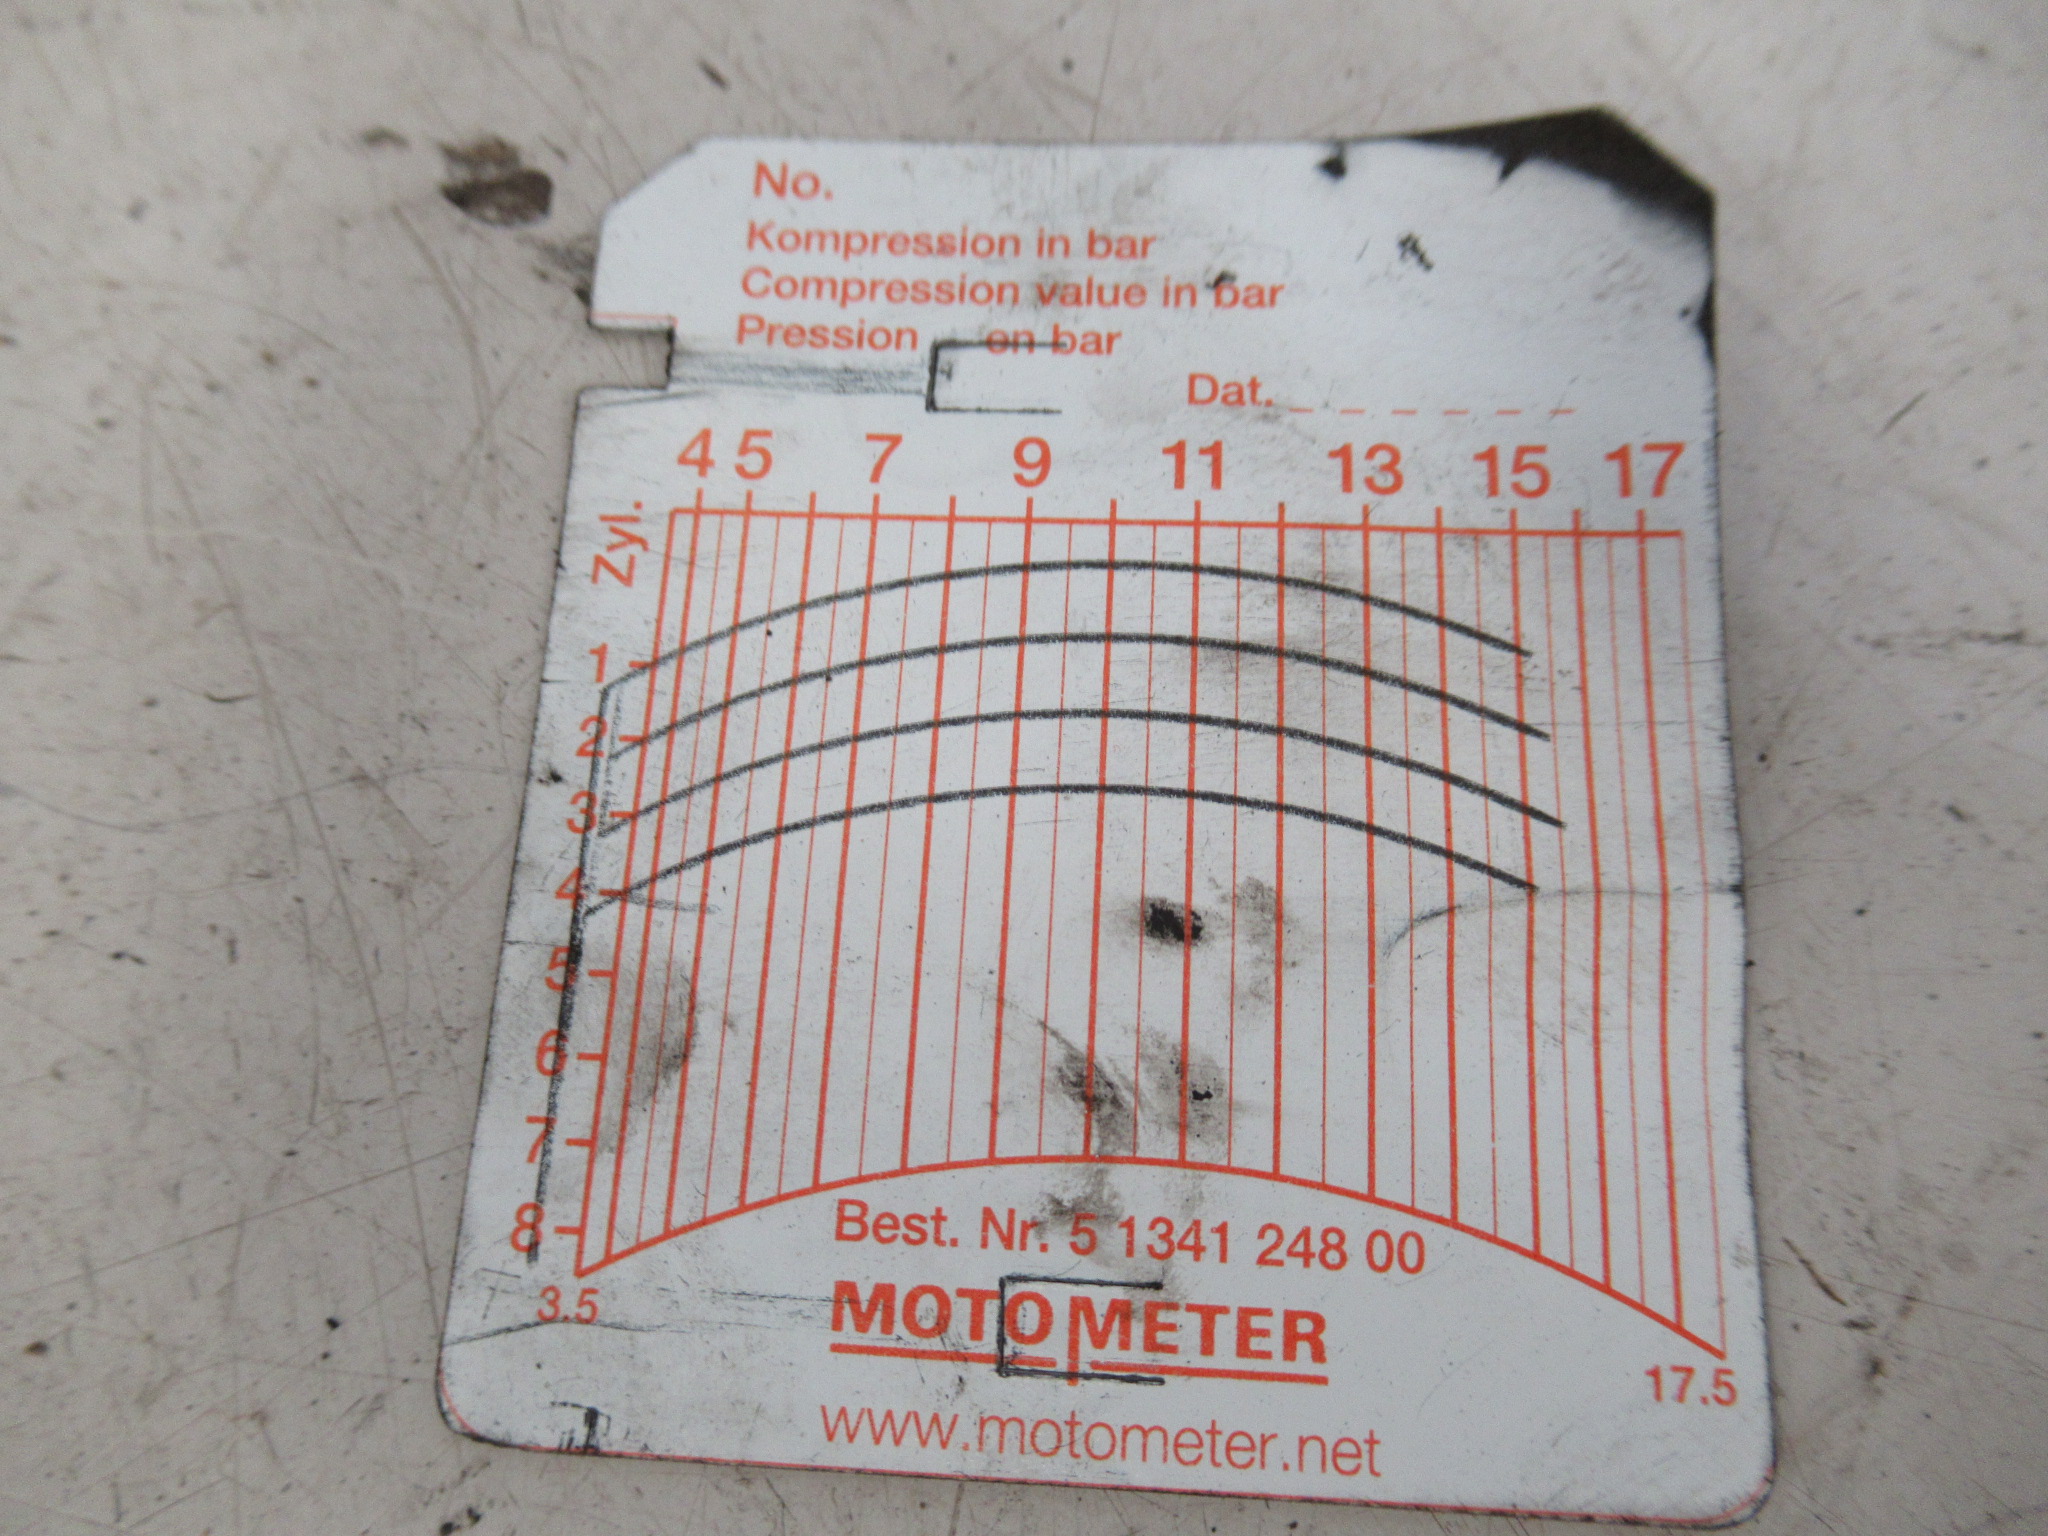 No.
Kompression in bar
Compression value in bar
Pression en bar
Dat.
4 5 7 9 11 13 15 17
Zyl.
1
2
3
4
5
6
7
8
3.5
17.5
Best. Nr. 5 1341 248 00
MOTOMETER
www.motometer.net